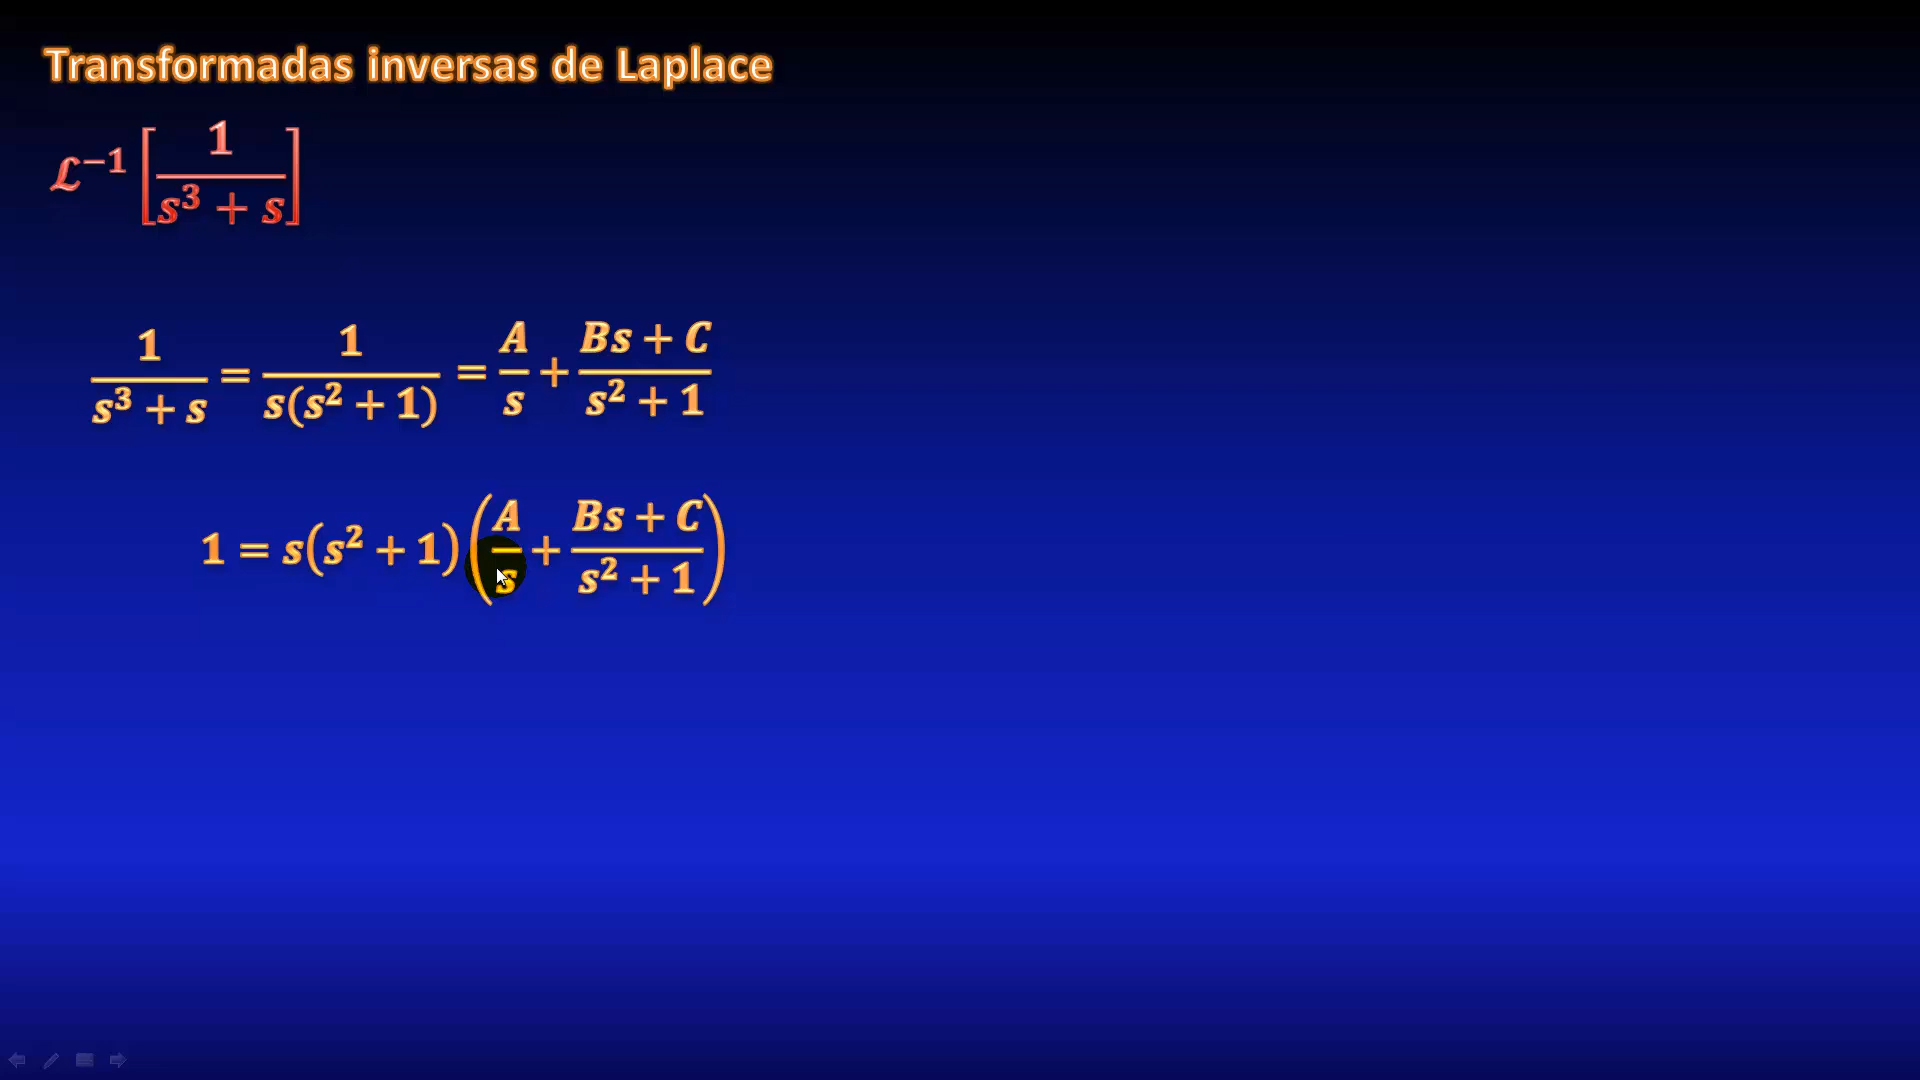 Transformadas inversas de Laplace
ℒ⁻¹ [1/(s³ + s)]
1/(s³ + s) = 1/(s(s² + 1)) = A/s + (Bs + C)/(s² + 1)
1 = s(s² + 1)(A/s + (Bs + C)/(s² + 1))